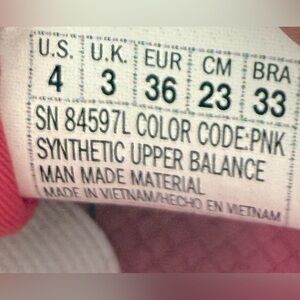 U.S. U.K. EUR CM BRA
4 3 36 23 33
SN 84597L COLOR CODE:PNK
SYNTHETIC UPPER BALANCE
MAN MADE MATERIAL
MADE IN VIETNAM/HECHO EN VIETNAM